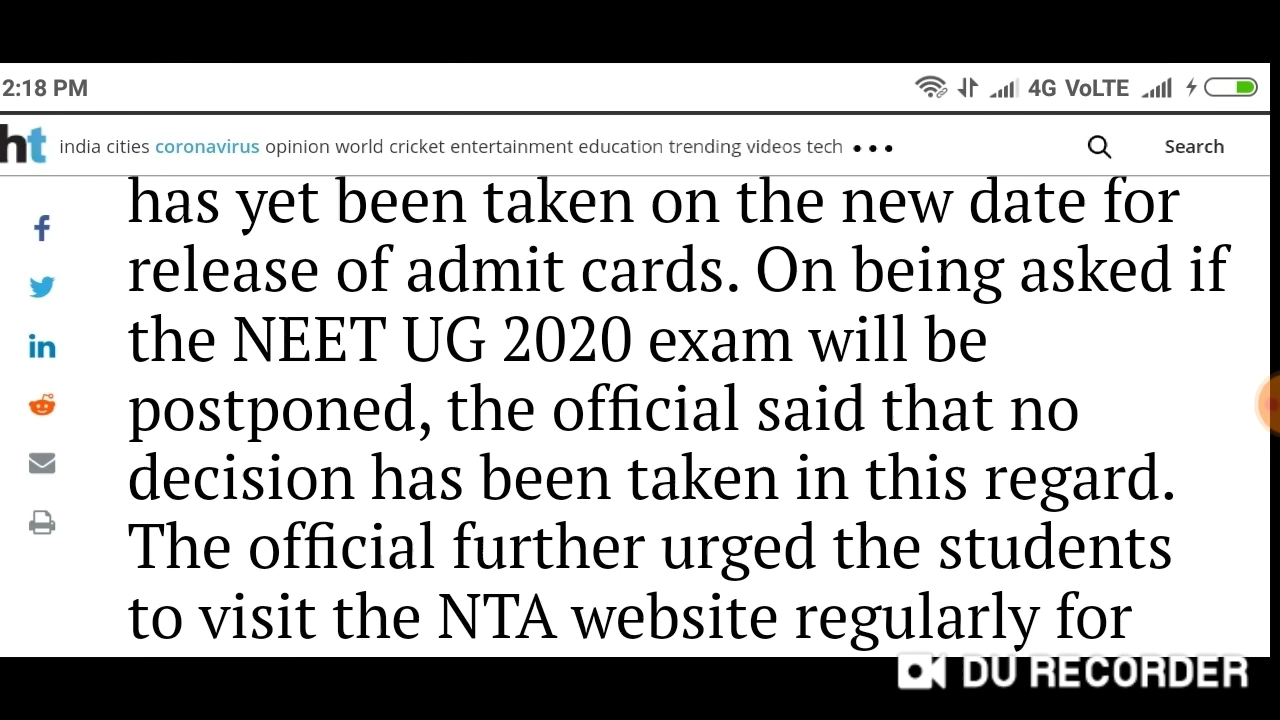 2:18 PM
4G VoLTE
ht india cities coronavirus opinion world cricket entertainment education trending videos tech ••• Search
has yet been taken on the new date for
release of admit cards. On being asked if
the NEET UG 2020 exam will be
postponed, the official said that no
decision has been taken in this regard.
The official further urged the students
to visit the NTA website regularly for
DU RECORDER